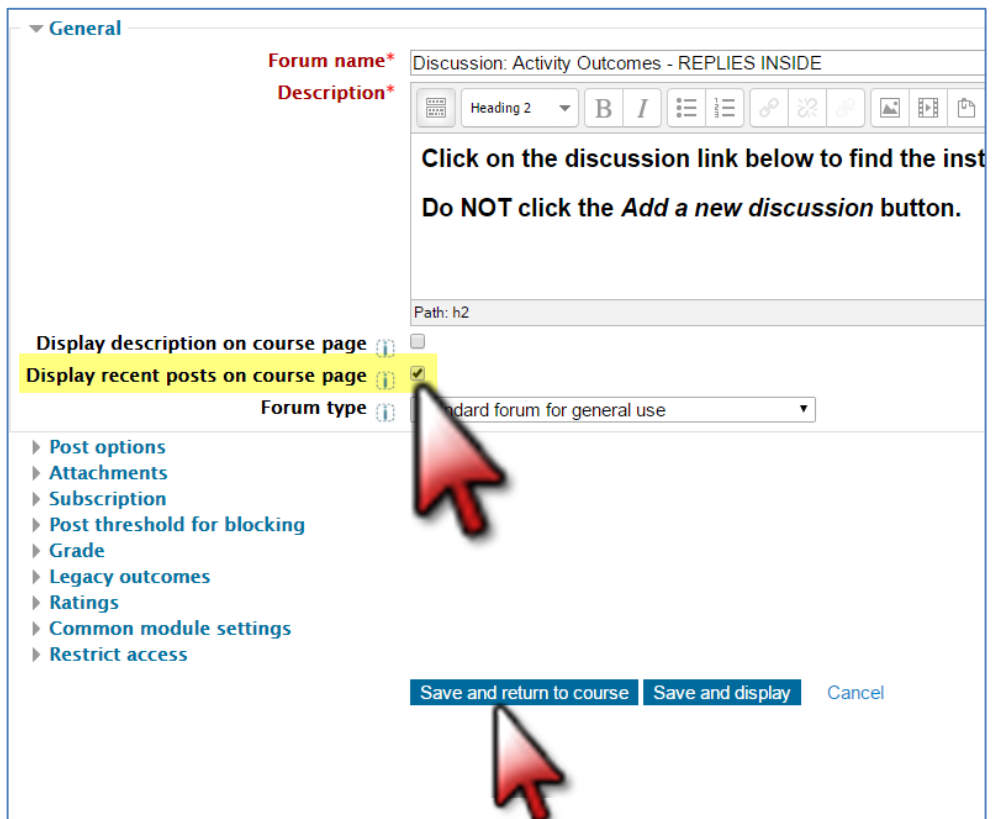 General
Forum name* Discussion: Activity Outcomes - REPLIES INSIDE
Description*
Heading 2 B I
Click on the discussion link below to find the
Do NOT click the Add a new discussion button.
Path: h2
Display description on course page
Display recent posts on course page
Forum type forum for general use
Post options
Attachments
Subscription
Post threshold for blocking
Grade
Legacy outcomes
Ratings
Common module settings
Restrict access
Save and return to course Save and display Cancel